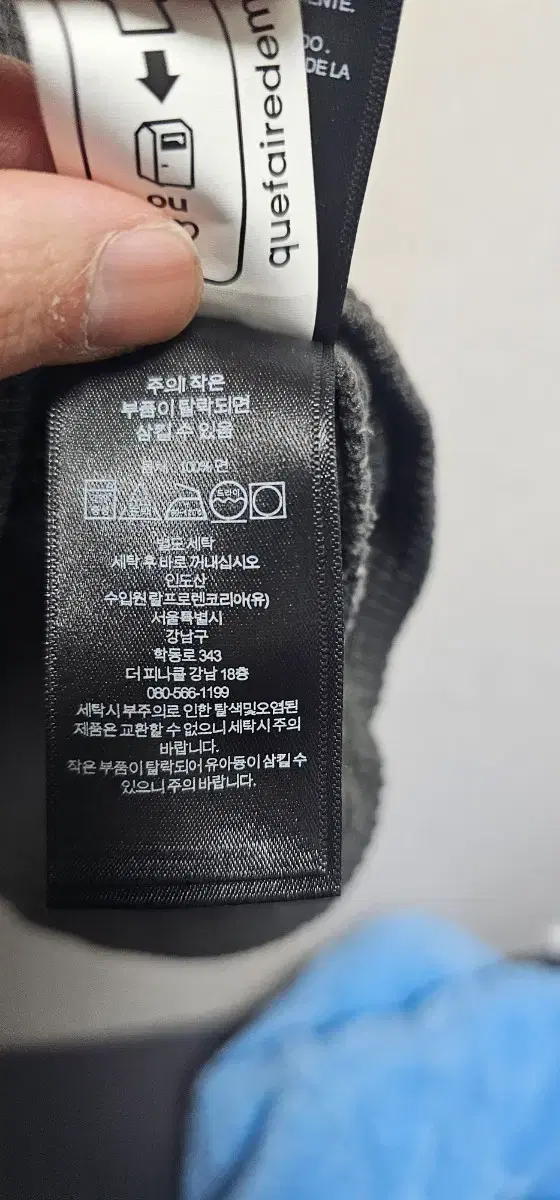 ENTE.
DO.
DE LA
OU
quefairedem
주의! 작은
부품이 탈락되면
삼킬 수 있음
100% 면
드라이
별도 세탁
세탁 후 바로 꺼내십시오
인도산
수입원 랄프로렌코리아(유)
서울특별시
강남구
학동로 343
더 피나클 강남 18층
080-566-1199
세탁시 부주의로 인한 탈색및오염된
제품은 교환할 수 없으니 세탁시 주의
바랍니다.
작은 부품이 탈락되어 유아등이 삼킬 수
있으니 주의 바랍니다.